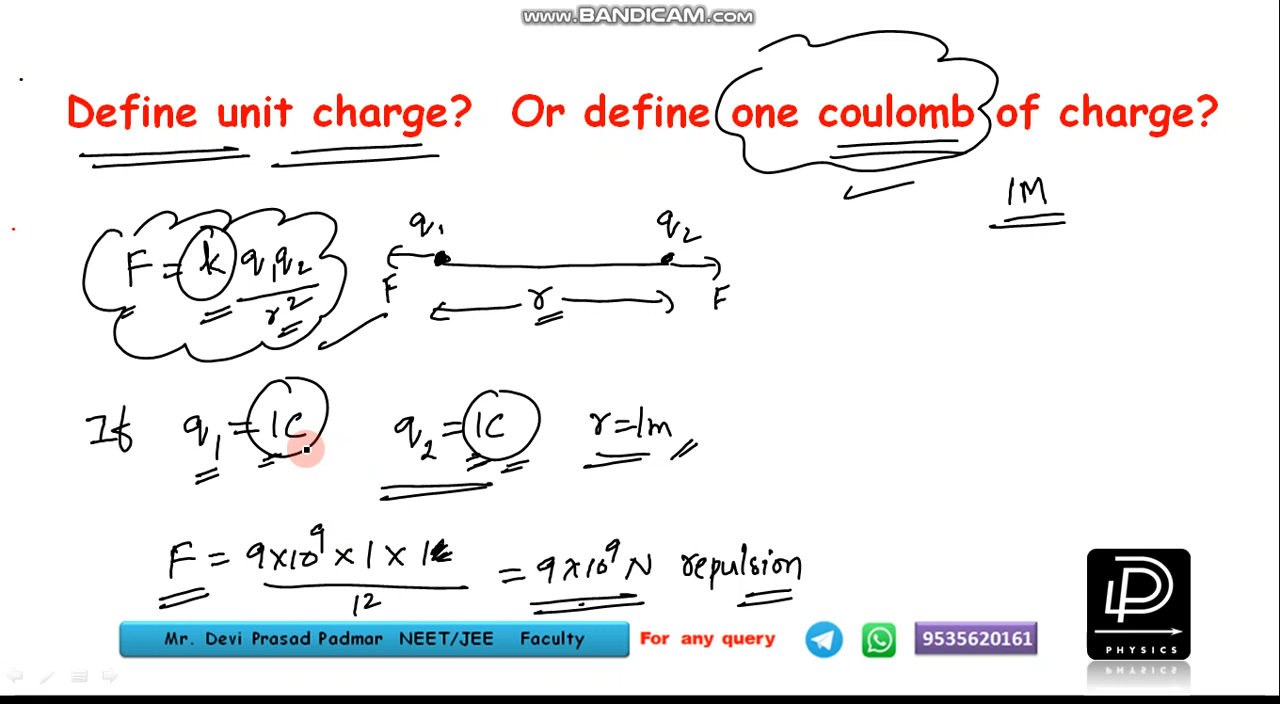 www.BANDICAM.com
Define unit charge? Or define one coulomb of charge?
1M
F = k q₁q₂ / r²
q₁ q₂
F r F
If q₁ = 1C q₂ = 1C r = 1m
F = 9×10⁹ × 1 × 1 / 1² = 9×10⁹ N repulsion
Mr. Devi Prasad Padmar NEET/JEE Faculty For any query 9535620161
PHYSICS